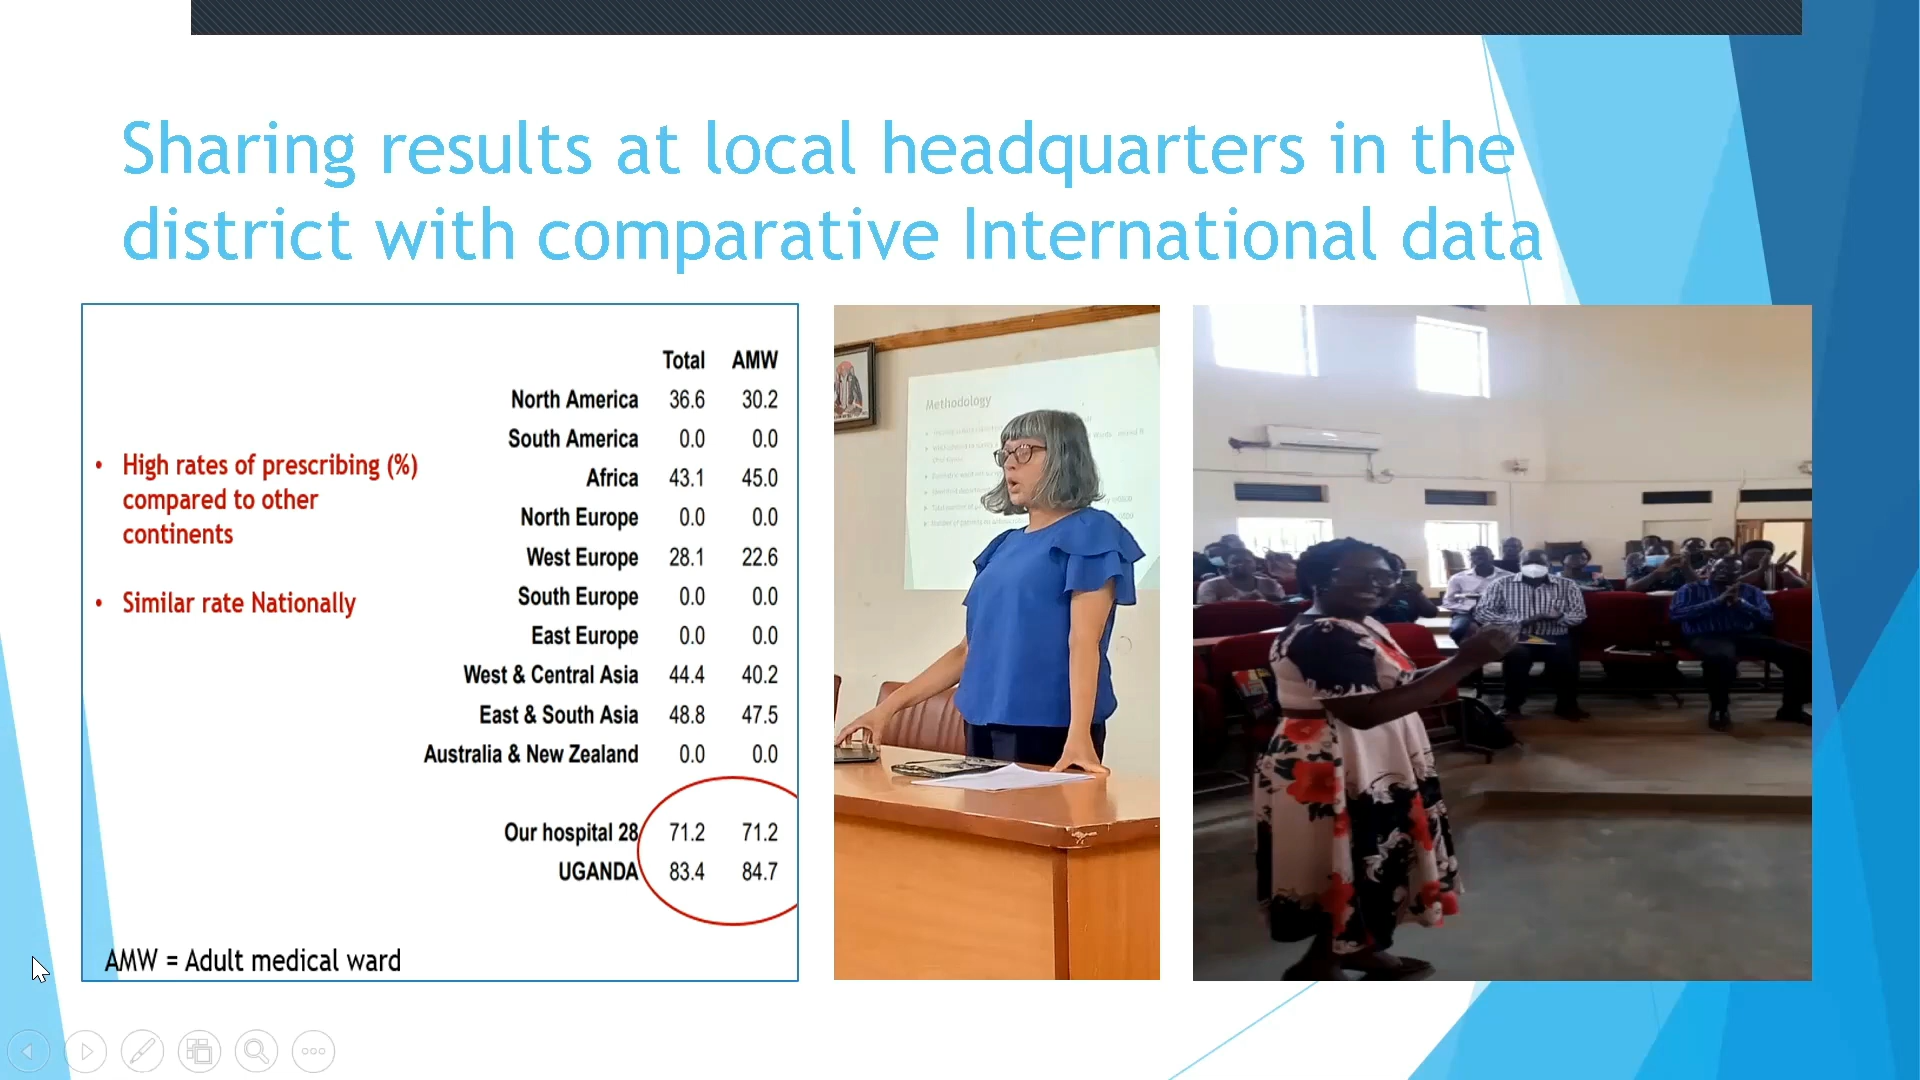 Sharing results at local headquarters in the
district with comparative International data
• High rates of prescribing (%)
compared to other
continents
• Similar rate Nationally
Total AMW
North America 36.6 30.2
South America 0.0 0.0
Africa 43.1 45.0
North Europe 0.0 0.0
West Europe 28.1 22.6
South Europe 0.0 0.0
East Europe 0.0 0.0
West & Central Asia 44.4 40.2
East & South Asia 48.8 47.5
Australia & New Zealand 0.0 0.0
Our hospital 28 71.2 71.2
UGANDA 83.4 84.7
AMW = Adult medical ward
Methodology